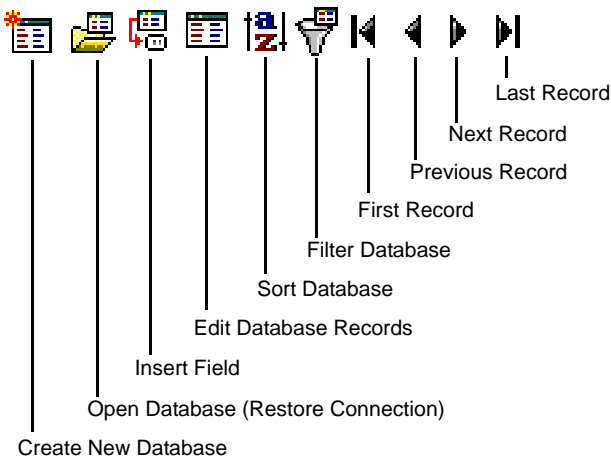 a
z
Last Record
Next Record
Previous Record
First Record
Filter Database
Sort Database
Edit Database Records
Insert Field
Open Database (Restore Connection)
Create New Database